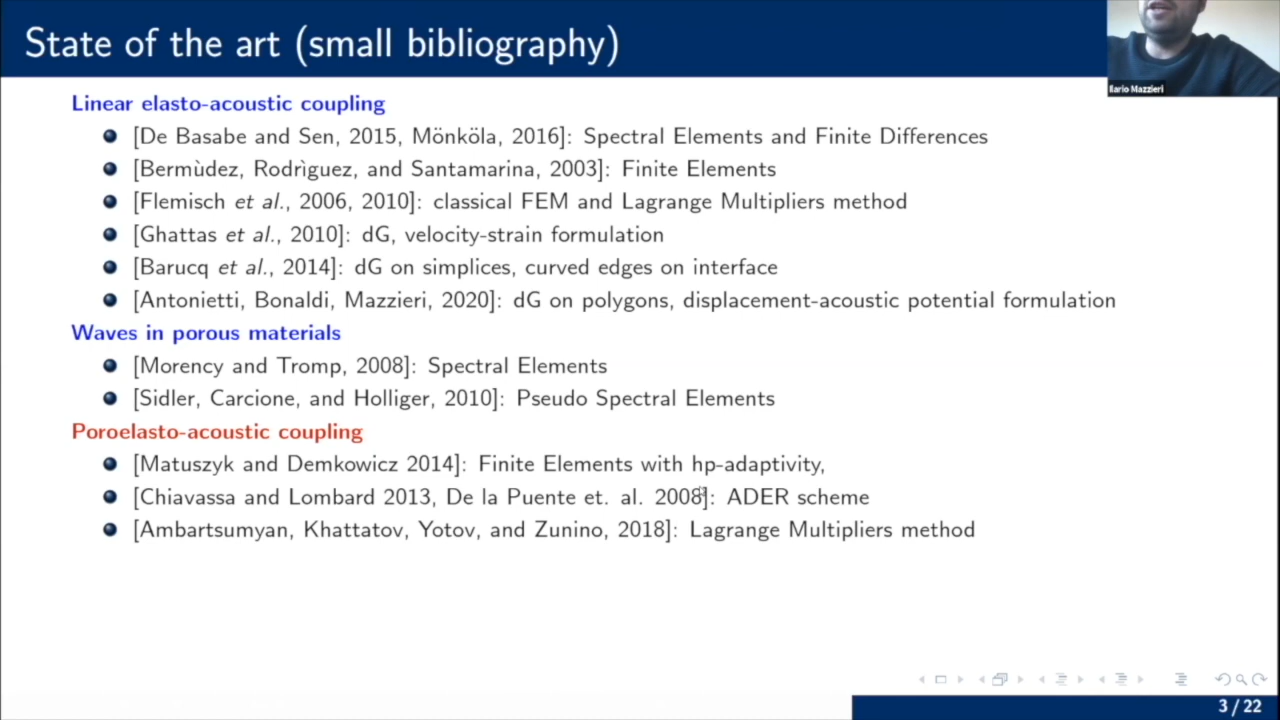 State of the art (small bibliography)
Ilario Mazzieri
Linear elasto-acoustic coupling
[De Basabe and Sen, 2015, Mönköla, 2016]: Spectral Elements and Finite Differences
[Bermùdez, Rodrìguez, and Santamarina, 2003]: Finite Elements
[Flemisch et al., 2006, 2010]: classical FEM and Lagrange Multipliers method
[Ghattas et al., 2010]: dG, velocity-strain formulation
[Barucq et al., 2014]: dG on simplices, curved edges on interface
[Antonietti, Bonaldi, Mazzieri, 2020]: dG on polygons, displacement-acoustic potential formulation
Waves in porous materials
[Morency and Tromp, 2008]: Spectral Elements
[Sidler, Carcione, and Holliger, 2010]: Pseudo Spectral Elements
Poroelasto-acoustic coupling
[Matuszyk and Demkowicz 2014]: Finite Elements with hp-adaptivity,
[Chiavassa and Lombard 2013, De la Puente et. al. 2008]: ADER scheme
[Ambartsumyan, Khattatov, Yotov, and Zunino, 2018]: Lagrange Multipliers method
3 / 22